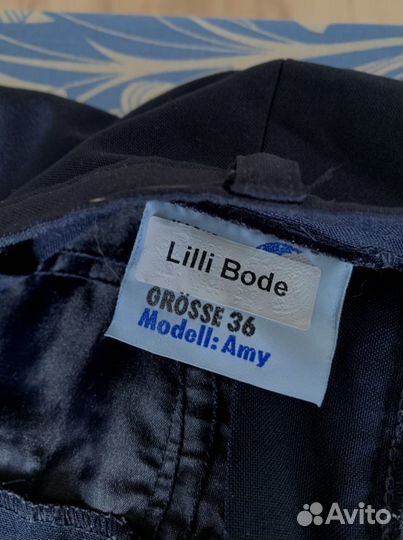 Lilli Bode
GRÖSSE 36
Modell: Amy
Avito